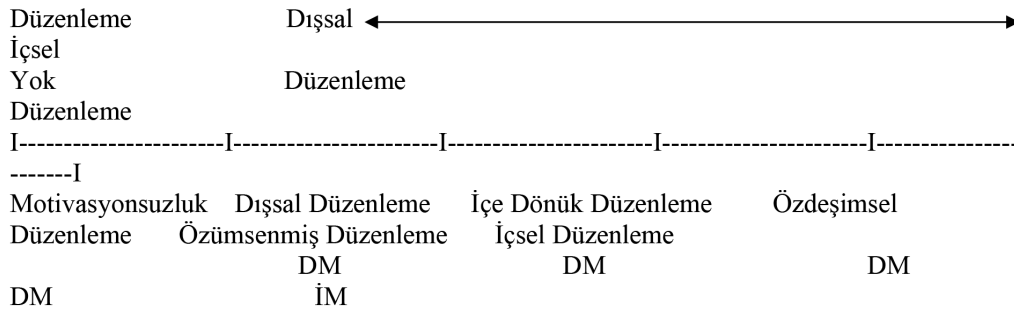 Düzenleme Dışsal
İçsel
Yok Düzenleme
Düzenleme
I-----------------------I-----------------------I-----------------------I-----------------------I----------------
-------I
Motivasyonsuzluk Dışsal Düzenleme İçe Dönük Düzenleme Özdeşimsel
Düzenleme Özümsenmiş Düzenleme İçsel Düzenleme
DM DM DM
DM İM